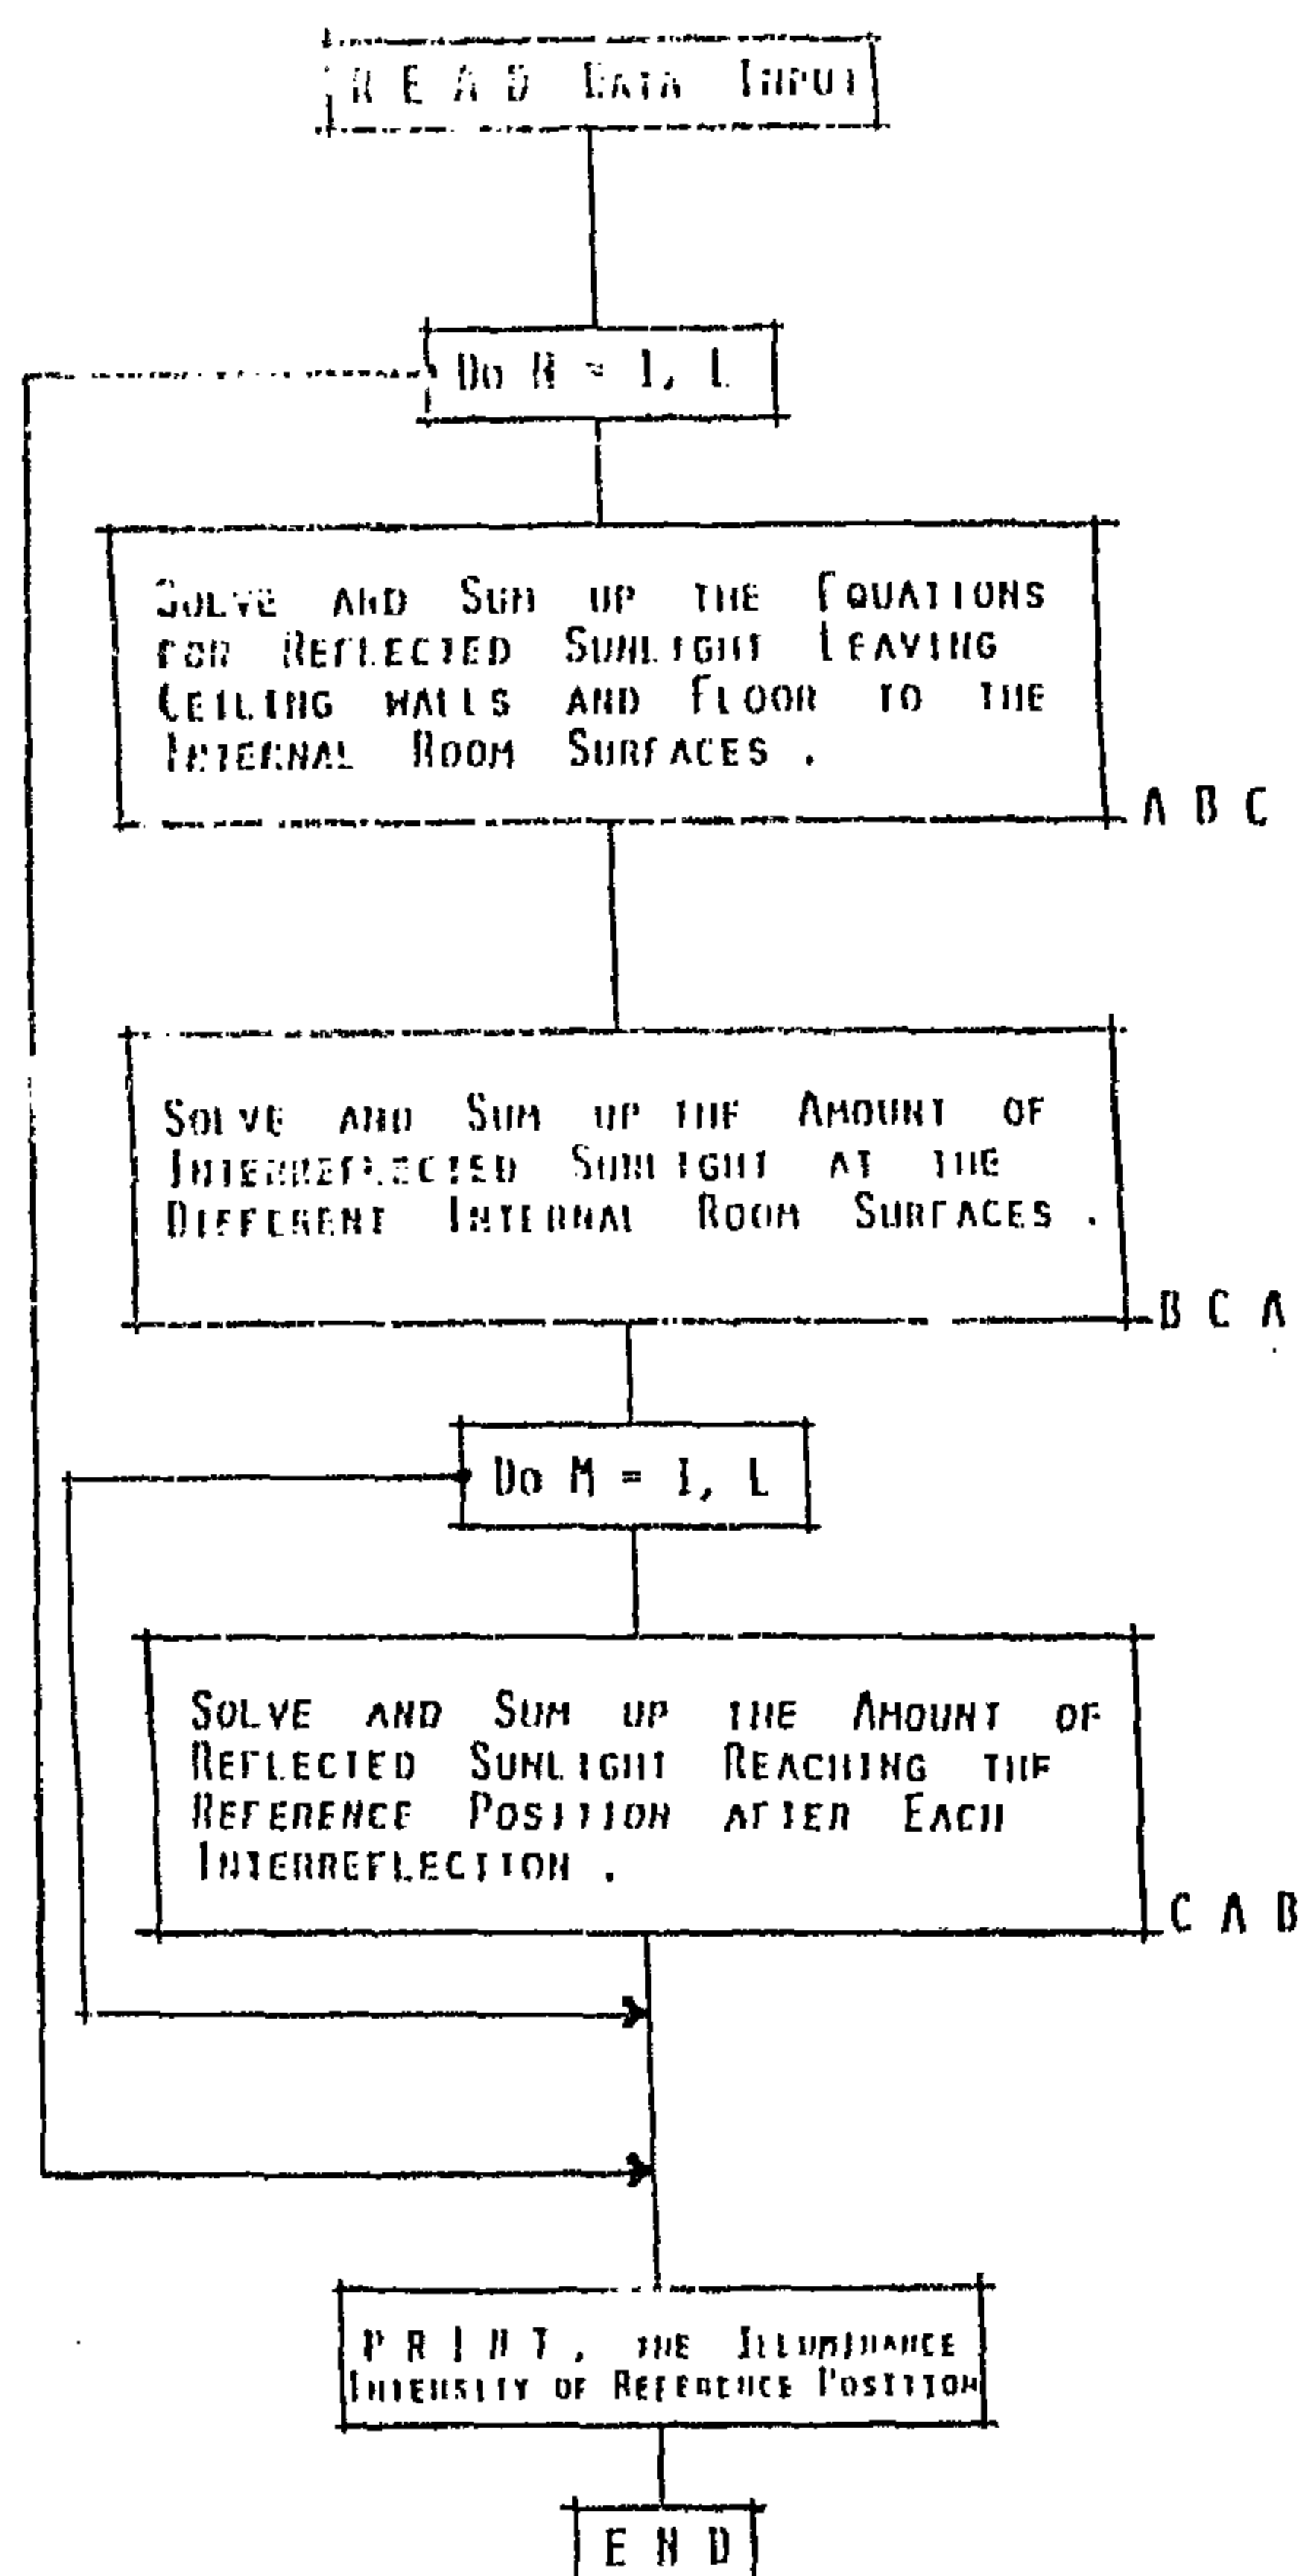 READ DATA INPUT
Do N = 1, L
SOLVE AND SUM UP THE EQUATIONS
FOR REFLECTED SUNLIGHT LEAVING
CEILING WALLS AND FLOOR TO THE
INTERNAL ROOM SURFACES .
A B C
SOLVE AND SUM UP THE AMOUNT OF
INTERREFLECTED SUNLIGHT AT THE
DIFFERENT INTERNAL ROOM SURFACES .
B C A
Do M = 1, L
SOLVE AND SUM UP THE AMOUNT OF
REFLECTED SUNLIGHT REACHING THE
REFERENCE POSITION AFTER EACH
INTERREFLECTION .
C A B
P R I N T , THE ILLUMINANCE
INTENSITY OF REFERENCE POSITION
E N D